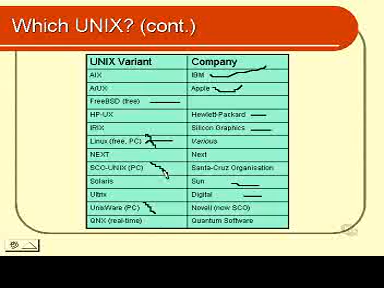 Which UNIX? (cont.)
UNIX Variant Company
AIX IBM
A/UX Apple
FreeBSD (free)
HP-UX Hewlett-Packard
IRIX Silicon Graphics
Linux (free, PC) Various
NEXT Next
SCO-UNIX (PC) Santa-Cruz Organisation
Solaris Sun
Ultrix Digital
UnixWare (PC) Novell (now SCO)
QNX (real-time) Quantum Software